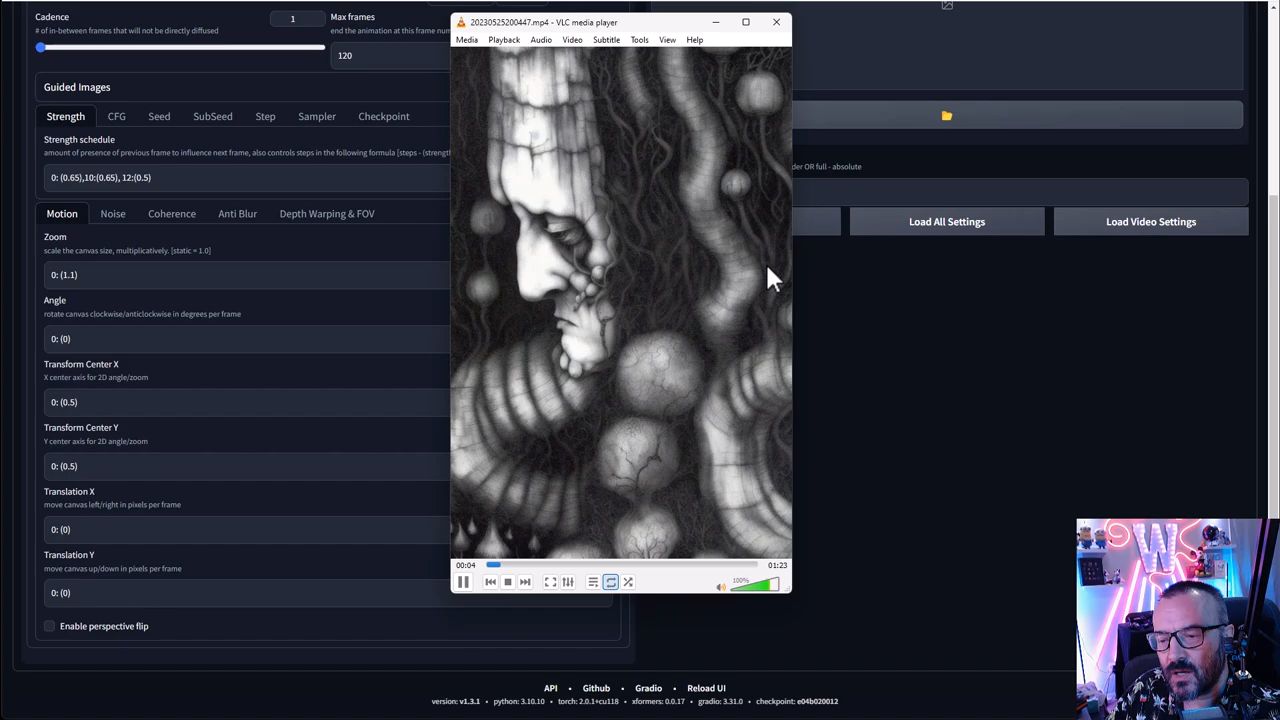 Cadence
# of in-between frames that will not be directly diffused
1
Max frames
end the animation at this frame num
120
Guided Images
Strength CFG Seed SubSeed Step Sampler Checkpoint
Strength schedule
amount of presence of previous frame to influence next frame, also controls steps in the following formula [steps - (strength
0: (0.65),10:(0.65), 12:(0.5)
Motion Noise Coherence Anti Blur Depth Warping & FOV
Zoom
scale the canvas size, multiplicatively. [static = 1.0]
0: (1.1)
Angle
rotate canvas clockwise/anticlockwise in degrees per frame
0: (0)
Transform Center X
X center axis for 2D angle/zoom
0: (0.5)
Transform Center Y
Y center axis for 2D angle/zoom
0: (0.5)
Translation X
move canvas left/right in pixels per frame
0: (0)
Translation Y
move canvas up/down in pixels per frame
0: (0)
Enable perspective flip
20230525200447.mp4 - VLC media player
Media Playback Audio Video Subtitle Tools View Help
00:04
01:23
100%
der OR full - absolute
Load All Settings
Load Video Settings
W
API • Github • Gradio • Reload UI
version: v1.3.1 • python: 3.10.10 • torch: 2.0.1+cu118 • xformers: 0.0.17 • gradio: 3.31.0 • checkpoint: e04b020012